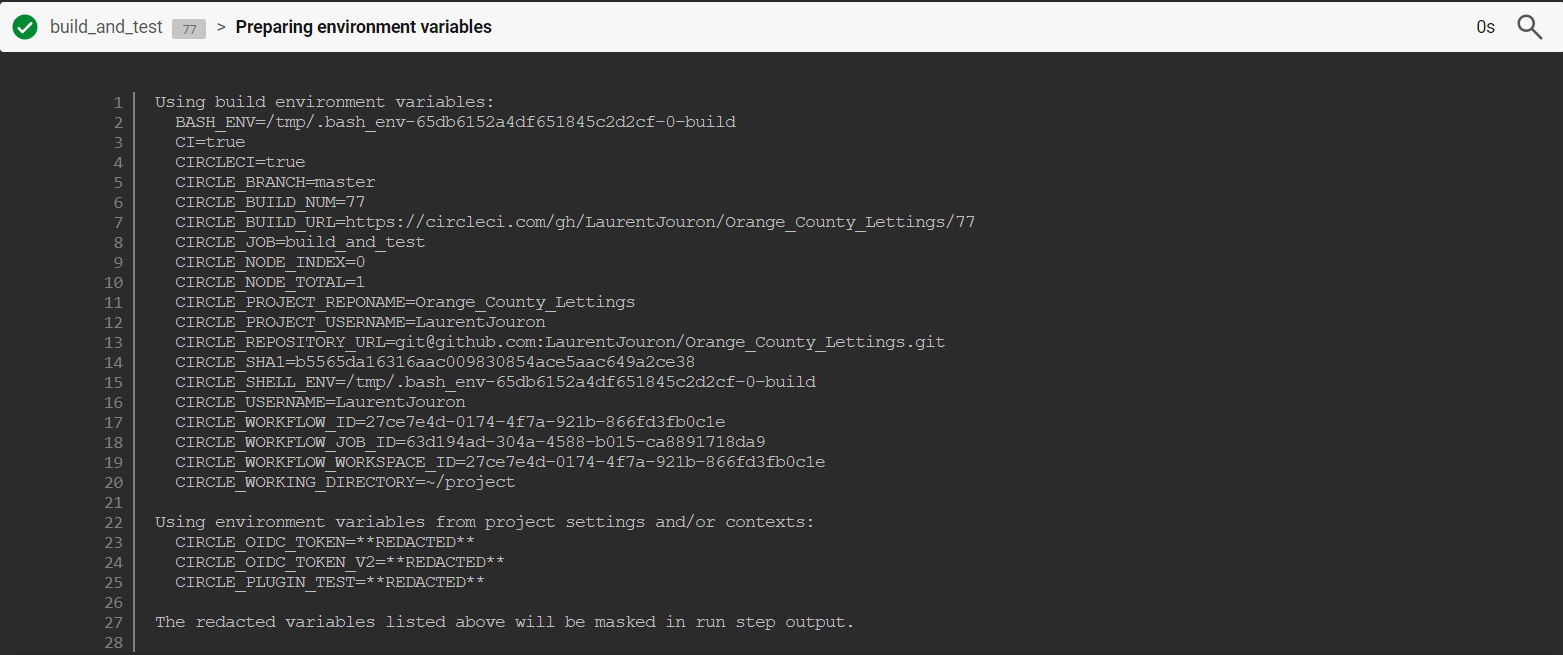 build_and_test 77 > Preparing environment variables 0s
1 Using build environment variables:
2 BASH_ENV=/tmp/.bash_env-65db6152a4df651845c2d2cf-0-build
3 CI=true
4 CIRCLECI=true
5 CIRCLE_BRANCH=master
6 CIRCLE_BUILD_NUM=77
7 CIRCLE_BUILD_URL=https://circleci.com/gh/LaurentJouron/Orange_County_Lettings/77
8 CIRCLE_JOB=build_and_test
9 CIRCLE_NODE_INDEX=0
10 CIRCLE_NODE_TOTAL=1
11 CIRCLE_PROJECT_REPONAME=Orange_County_Lettings
12 CIRCLE_PROJECT_USERNAME=LaurentJouron
13 CIRCLE_REPOSITORY_URL=git@github.com:LaurentJouron/Orange_County_Lettings.git
14 CIRCLE_SHA1=b5565da16316aac009830854ace5aac649a2ce38
15 CIRCLE_SHELL_ENV=/tmp/.bash_env-65db6152a4df651845c2d2cf-0-build
16 CIRCLE_USERNAME=LaurentJouron
17 CIRCLE_WORKFLOW_ID=27ce7e4d-0174-4f7a-921b-866fd3fb0c1e
18 CIRCLE_WORKFLOW_JOB_ID=63d194ad-304a-4588-b015-ca8891718da9
19 CIRCLE_WORKFLOW_WORKSPACE_ID=27ce7e4d-0174-4f7a-921b-866fd3fb0c1e
20 CIRCLE_WORKING_DIRECTORY=~/project
21
22 Using environment variables from project settings and/or contexts:
23 CIRCLE_OIDC_TOKEN=**REDACTED**
24 CIRCLE_OIDC_TOKEN_V2=**REDACTED**
25 CIRCLE_PLUGIN_TEST=**REDACTED**
26
27 The redacted variables listed above will be masked in run step output.
28